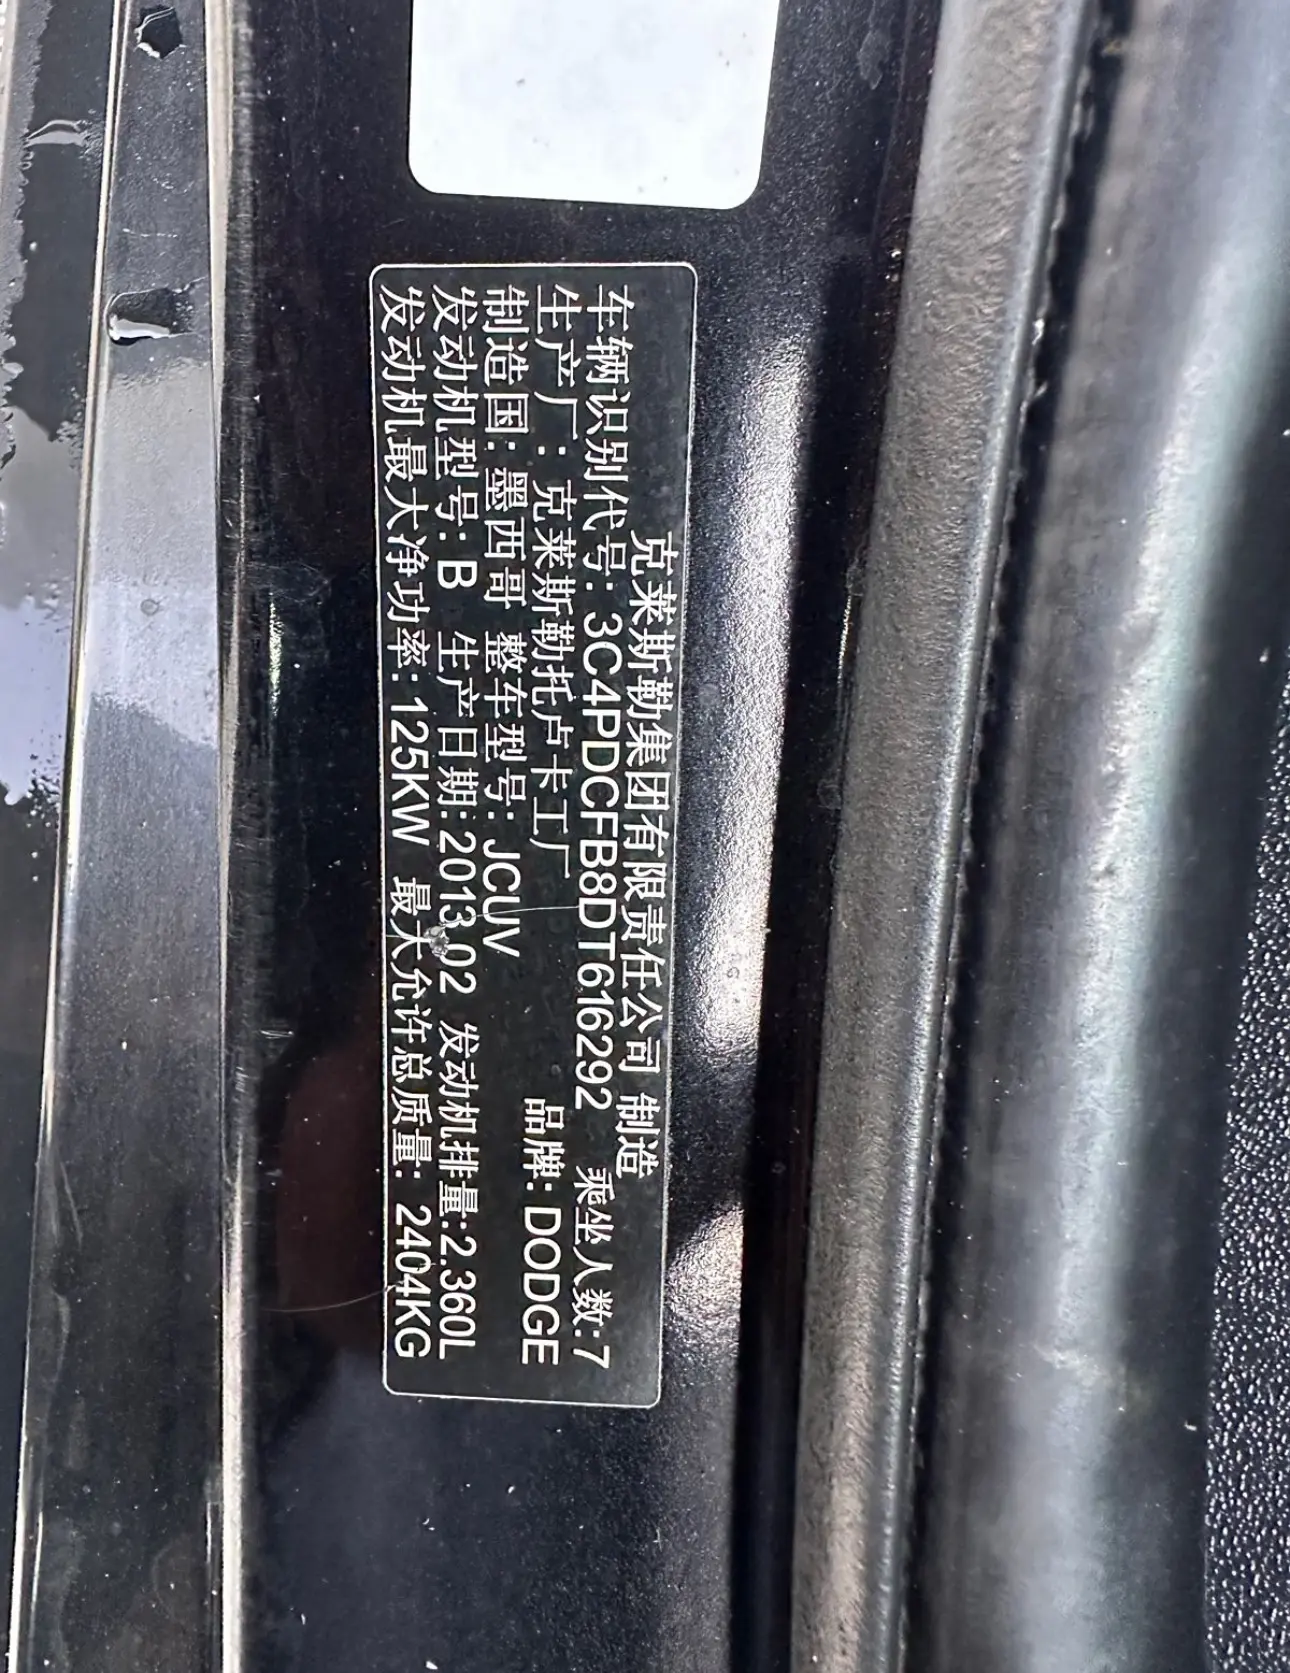 克莱斯勒集团有限责任公司 制造
车辆识别代号: 3C4PDCFB8DT616292 乘坐人数:7
生产厂: 克莱斯勒托卢卡工厂 品牌: DODGE
制造国: 墨西哥 整车型号: JCUV
发动机型号: B 生产日期:2013.02 发动机排量:2.360L
发动机最大净功率: 125KW 最大允许总质量: 2404KG